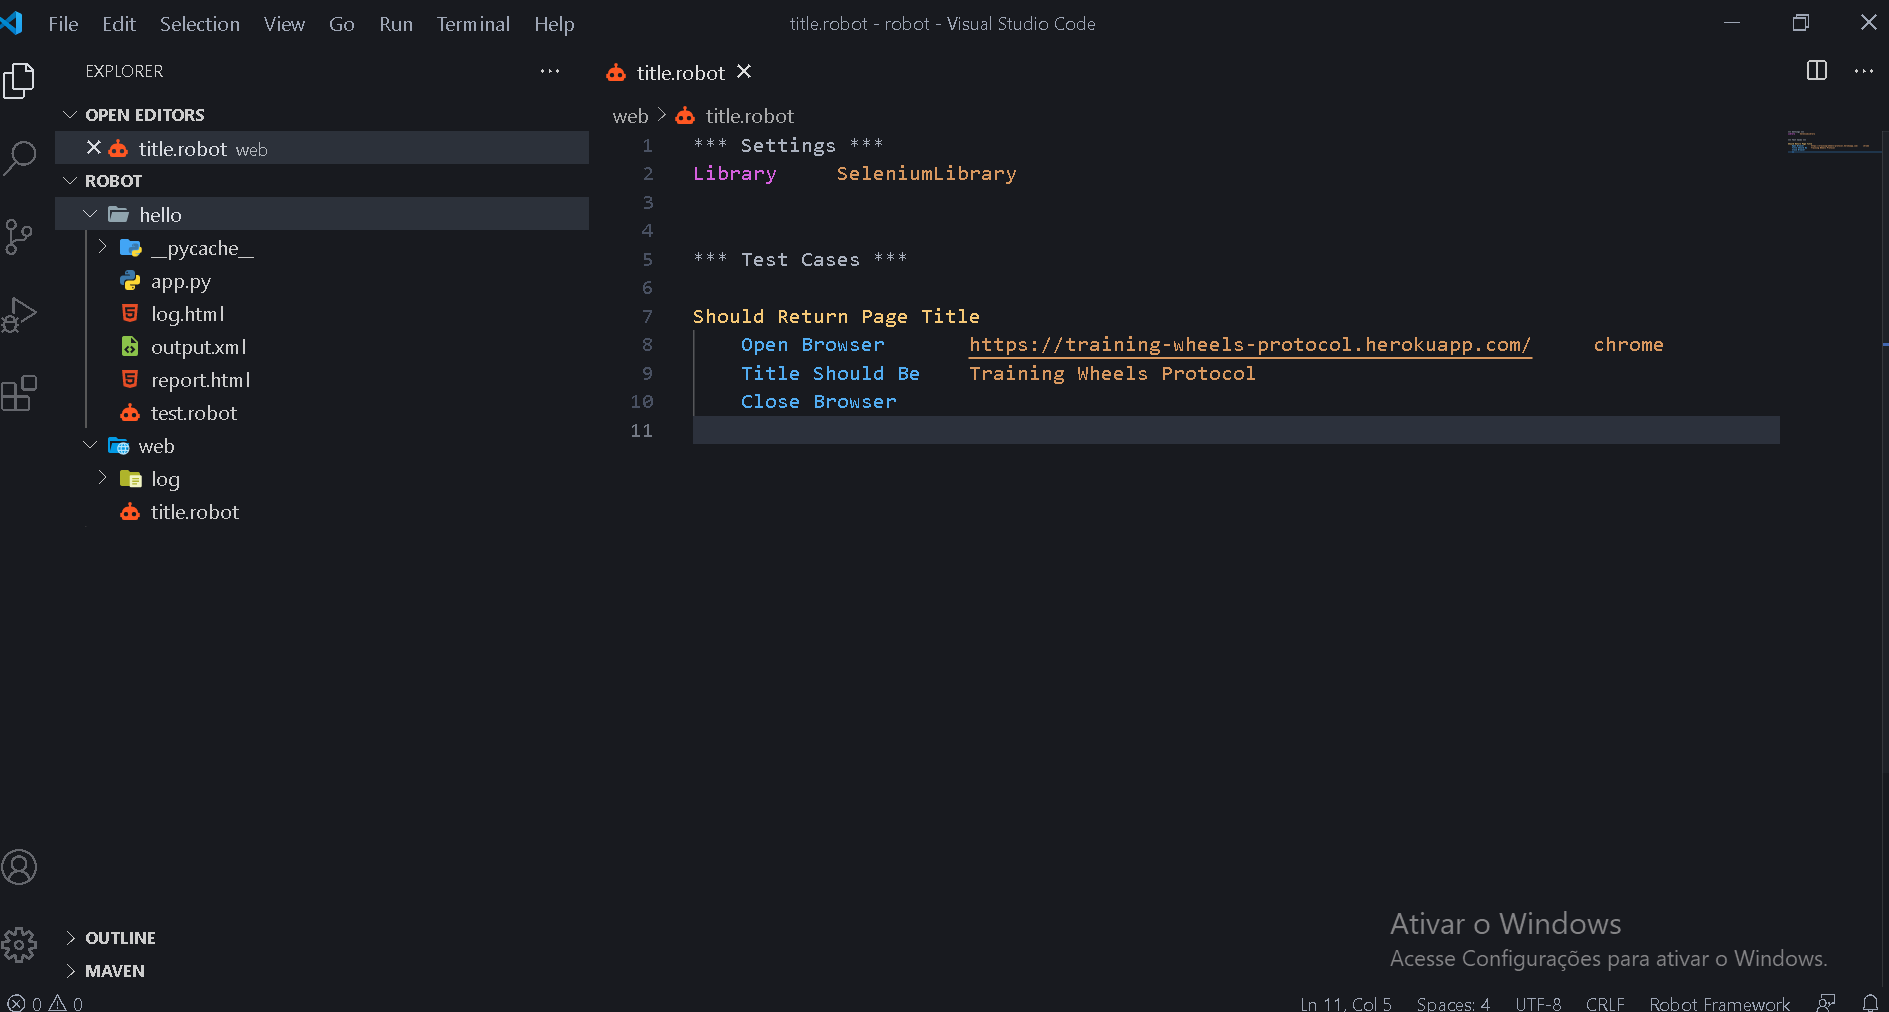 File Edit Selection View Go Run Terminal Help
title.robot - robot - Visual Studio Code
EXPLORER
OPEN EDITORS
title.robot web
ROBOT
hello
__pycache__
app.py
log.html
output.xml
report.html
test.robot
web
log
title.robot
OUTLINE
MAVEN
title.robot
web > title.robot
1 *** Settings ***
2 Library SeleniumLibrary
3
4
5 *** Test Cases ***
6
7 Should Return Page Title
8 Open Browser https://training-wheels-protocol.herokuapp.com/ chrome
9 Title Should Be Training Wheels Protocol
10 Close Browser
11
Ativar o Windows
Acesse Configurações para ativar o Windows.
0 0 Ln 11, Col 5 Spaces: 4 UTF-8 CRLF Robot Framework